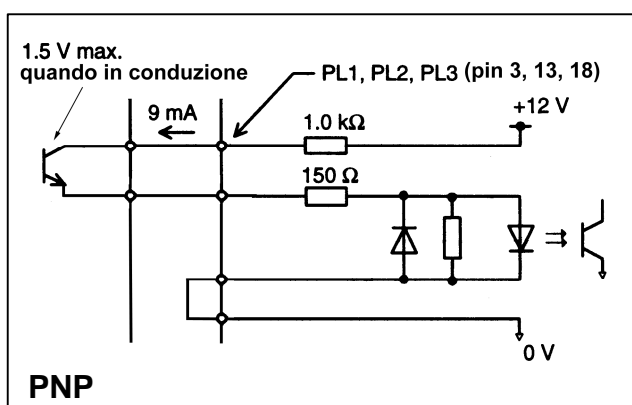 1.5 V max.
quando in conduzione
PL1, PL2, PL3 (pin 3, 13, 18)
9 mA
+12 V
1.0 kΩ
150 Ω
0 V
PNP